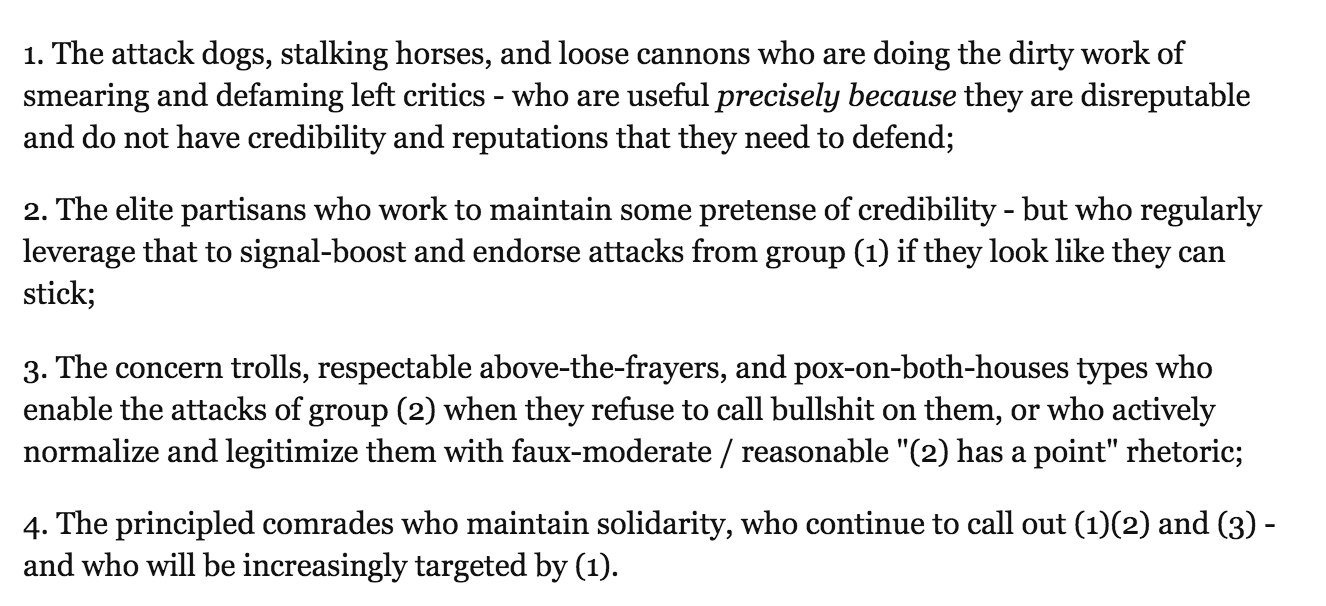 1. The attack dogs, stalking horses, and loose cannons who are doing the dirty work of
smearing and defaming left critics - who are useful precisely because they are disreputable
and do not have credibility and reputations that they need to defend;
2. The elite partisans who work to maintain some pretense of credibility - but who regularly
leverage that to signal-boost and endorse attacks from group (1) if they look like they can
stick;
3. The concern trolls, respectable above-the-frayers, and pox-on-both-houses types who
enable the attacks of group (2) when they refuse to call bullshit on them, or who actively
normalize and legitimize them with faux-moderate / reasonable "(2) has a point" rhetoric;
4. The principled comrades who maintain solidarity, who continue to call out (1)(2) and (3) -
and who will be increasingly targeted by (1).